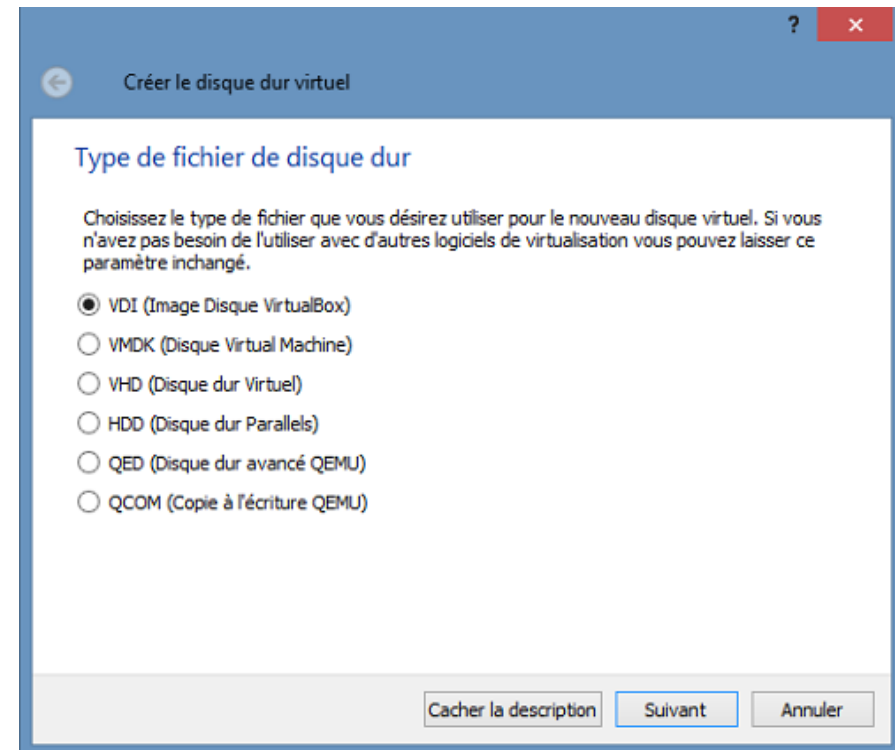 ?
Créer le disque dur virtuel
Type de fichier de disque dur
Choisissez le type de fichier que vous désirez utiliser pour le nouveau disque virtuel. Si vous
n'avez pas besoin de l'utiliser avec d'autres logiciels de virtualisation vous pouvez laisser ce
paramètre inchangé.
VDI (Image Disque VirtualBox)
VMDK (Disque Virtual Machine)
VHD (Disque dur Virtuel)
HDD (Disque dur Parallels)
QED (Disque dur avancé QEMU)
QCOM (Copie à l'écriture QEMU)
Cacher la description Suivant Annuler